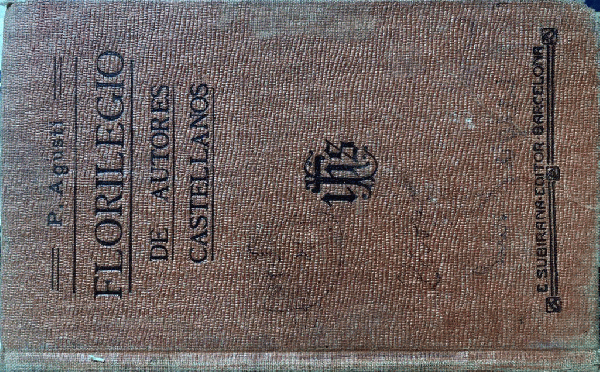 P. Agustí
FLORILEGIO
DE AUTORES
CASTELLANOS
ihs
E. SUBIRANA-EDITOR-BARCELONA